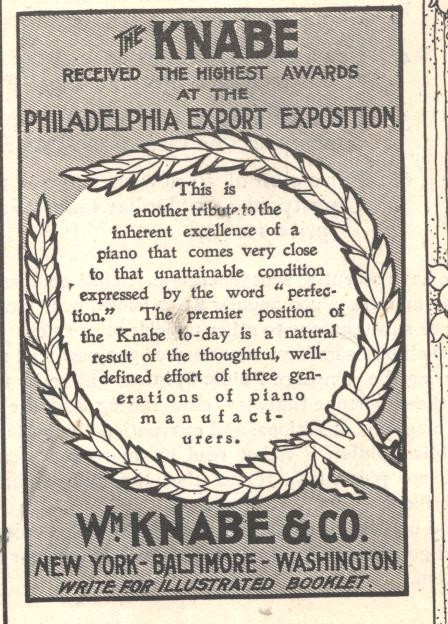 THE KNABE
RECEIVED THE HIGHEST AWARDS
AT THE
PHILADELPHIA EXPORT EXPOSITION.
This is
another tribute to the
inherent excellence of a
piano that comes very close
to that unattainable condition
expressed by the word "perfec-
tion." The premier position of
the Knabe to-day is a natural
result of the thoughtful, well-
defined effort of three gen-
erations of piano
manufact-
urers.
WM. KNABE & CO.
NEW YORK - BALTIMORE - WASHINGTON.
WRITE FOR ILLUSTRATED BOOKLET.